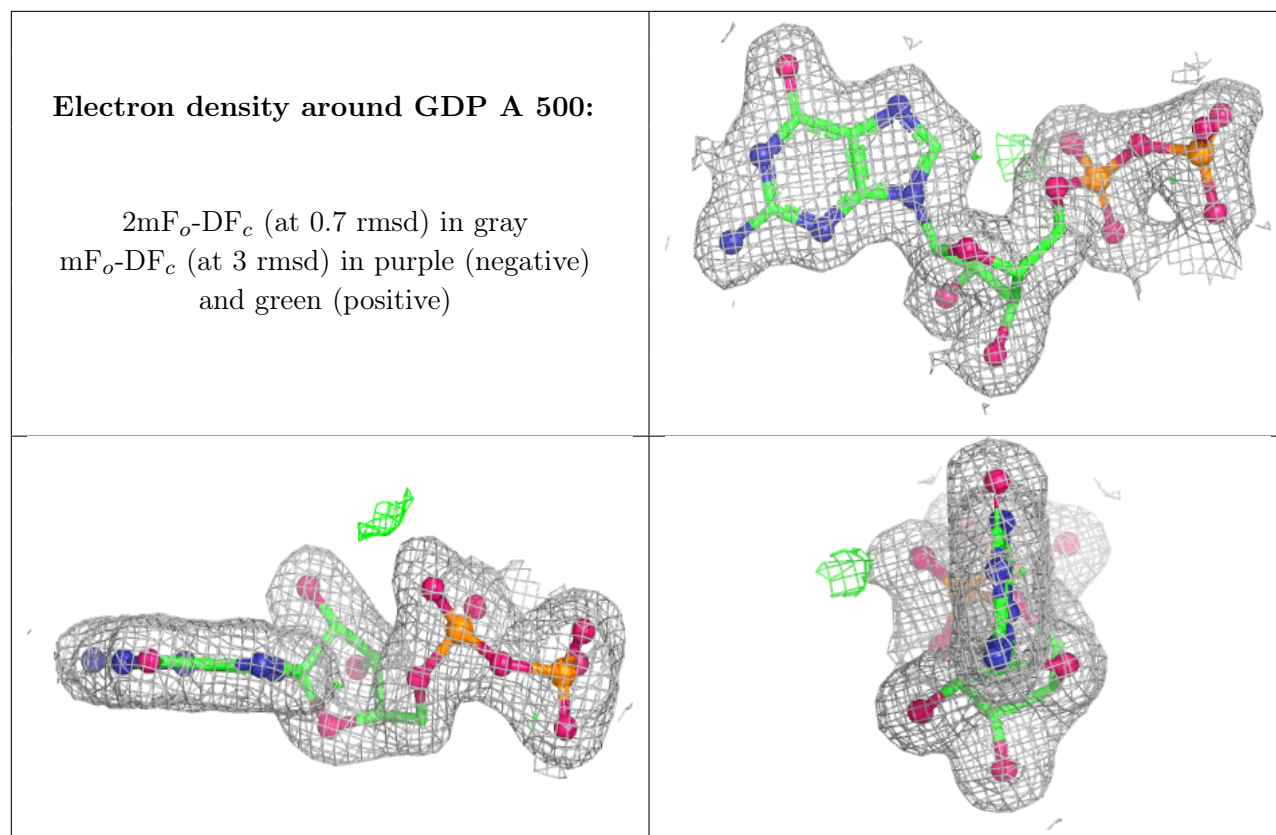 Electron density around GDP A 500:
2mFo-DFc (at 0.7 rmsd) in gray
mFo-DFc (at 3 rmsd) in purple (negative)
and green (positive)